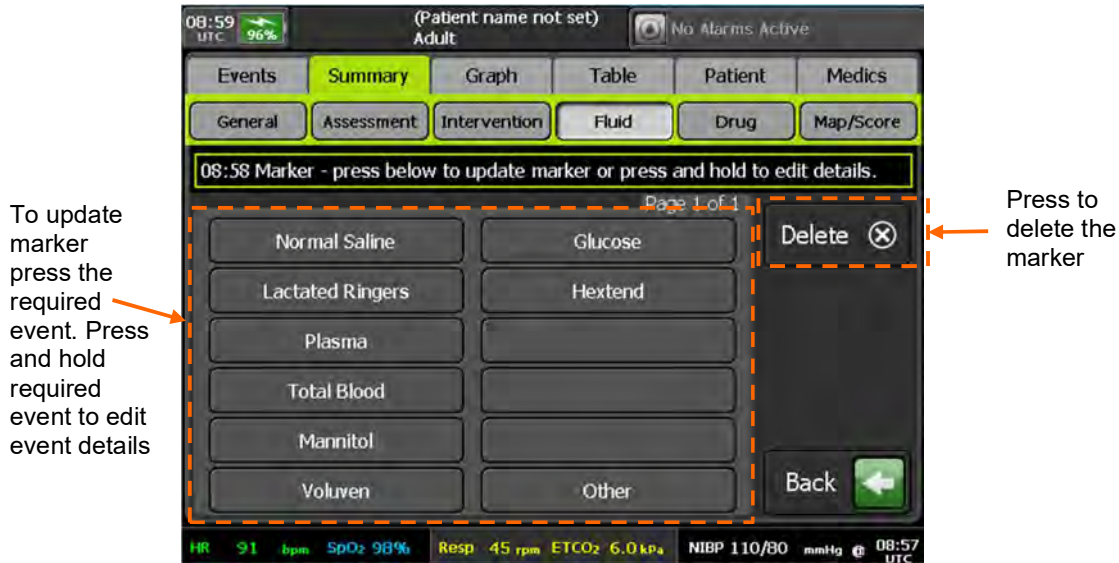 08:59
UTC
96%
(Patient name not set)
Adult
No Alarms Active
Events Summary Graph Table Patient Medics
General Assessment Intervention Fluid Drug Map/Score
08:58 Marker - press below to update marker or press and hold to edit details.
Page 1 of 1
Normal Saline Glucose
Lactated Ringers Hextend
Plasma
Total Blood
Mannitol
Voluven Other
Delete
Back
HR 91 bpm SpO2 98% Resp 45 rpm ETCO2 6.0 kPa NIBP 110/80 mmHg @ 08:57
UTC
To update
marker
press the
required
event. Press
and hold
required
event to edit
event details
Press to
delete the
marker